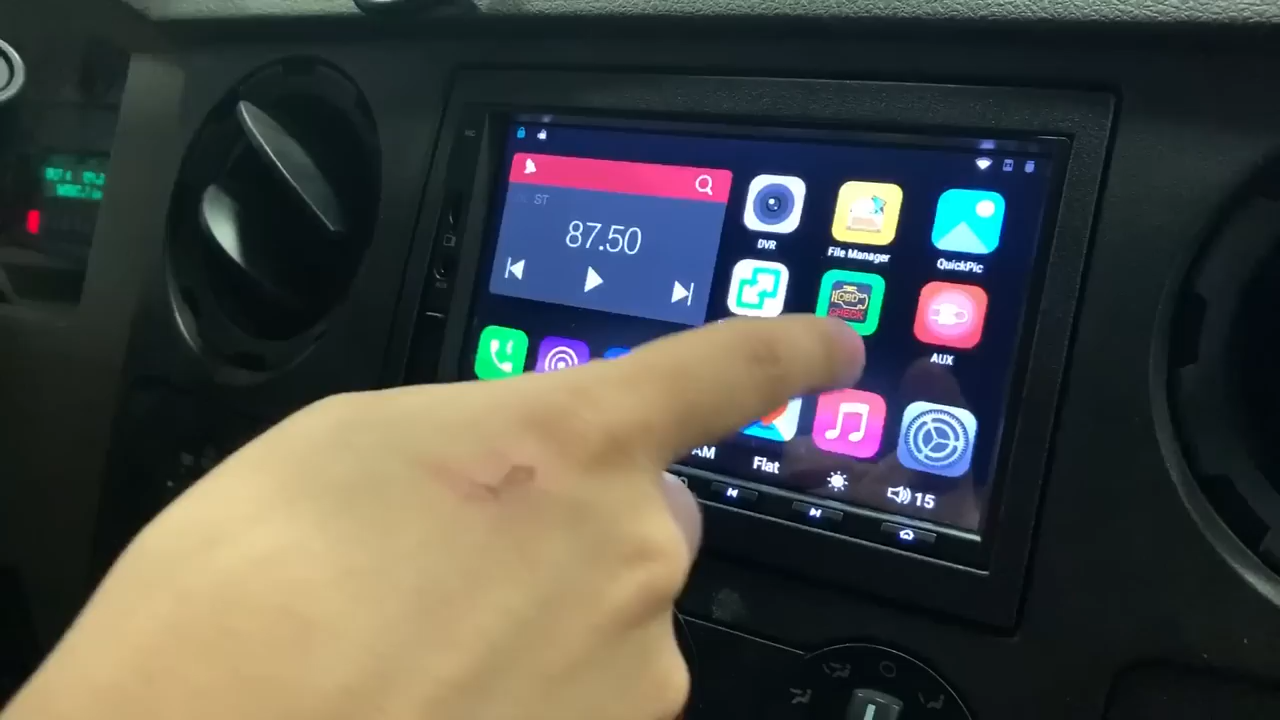 ST
87.50
DVR
File Manager
QuickPic
OBD
CHECK
AUX
AM
Flat
15